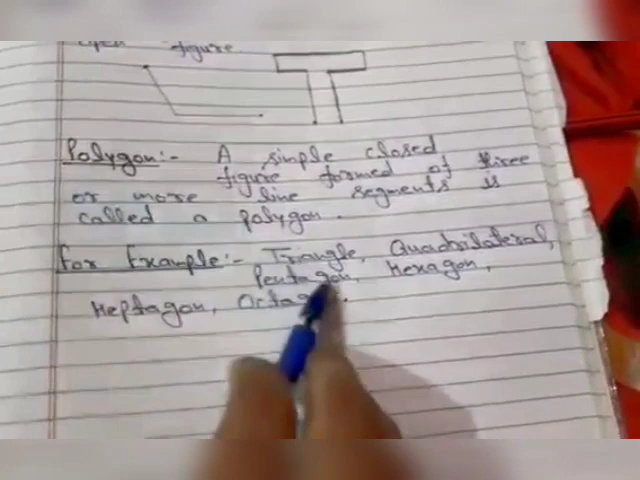 Open figure
Polygon:- A simple closed
figure formed of three
or more line segments is
called a polygon.
For Example:- Triangle, Quadrilateral,
Pentagon, Hexagon,
Heptagon,